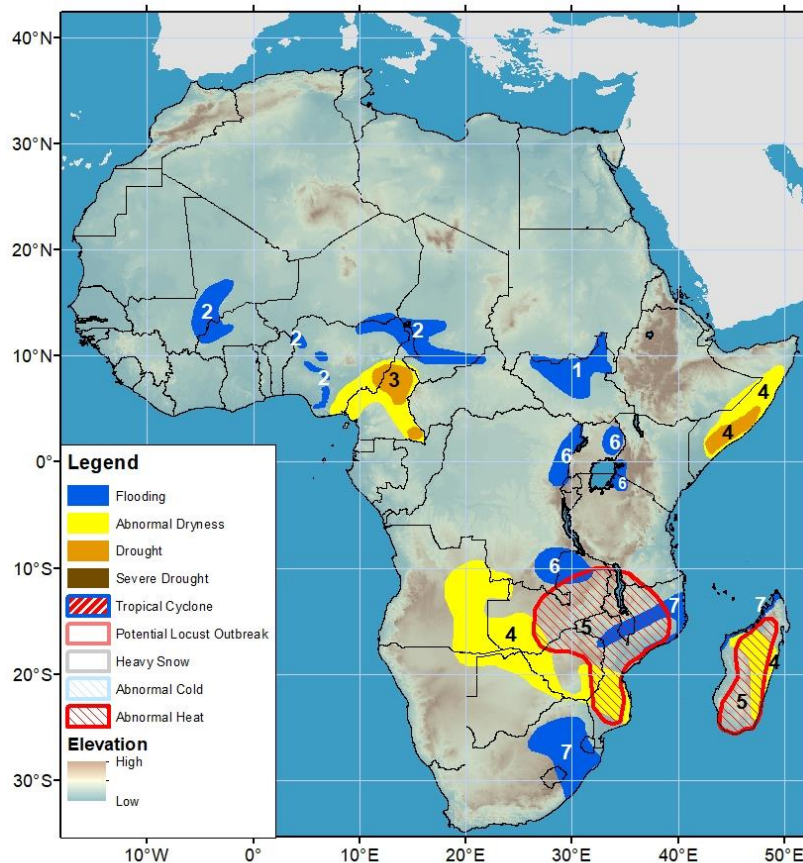 40°N
30°N
20°N
10°N
0°
10°S
20°S
30°S
10°W
0°
10°E
20°E
30°E
40°E
50°E
2
2
2
2
3
1
4
4
6
6
6
6
5
4
7
7
4
5
7
Legend
Flooding
Abnormal Dryness
Drought
Severe Drought
Tropical Cyclone
Potential Locust Outbreak
Heavy Snow
Abnormal Cold
Abnormal Heat
Elevation
High
Low